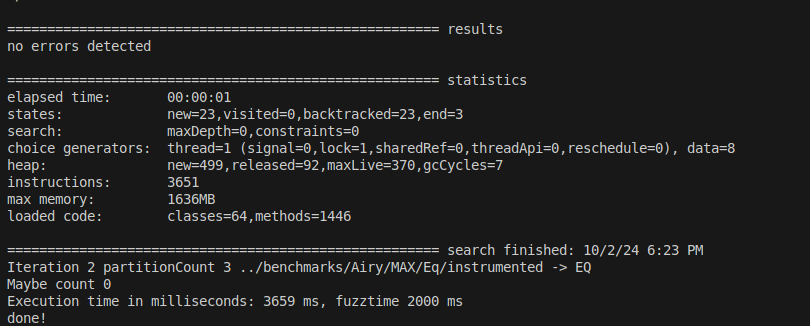 ====================================================== results
no errors detected
====================================================== statistics
elapsed time:       00:00:01
states:             new=23,visited=0,backtracked=23,end=3
search:             maxDepth=0,constraints=0
choice generators:  thread=1 (signal=0,lock=1,sharedRef=0,threadApi=0,reschedule=0), data=8
heap:               new=499,released=92,maxLive=370,gcCycles=7
instructions:       3651
max memory:         1636MB
loaded code:        classes=64,methods=1446
====================================================== search finished: 10/2/24 6:23 PM
Iteration 2 partitionCount 3 ../benchmarks/Airy/MAX/Eq/instrumented -> EQ
Maybe count 0
Execution time in milliseconds: 3659 ms, fuzztime 2000 ms
done!